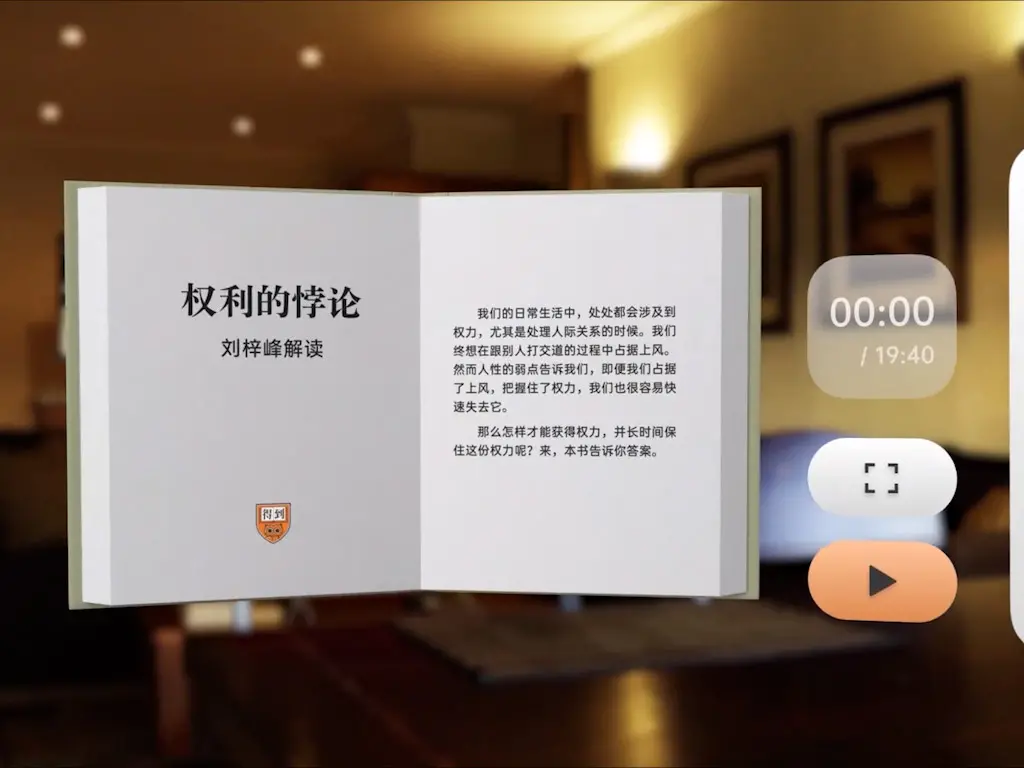 权利的悖论
刘梓峰解读
得到
我们的日常生活中，处处都会涉及到
权力，尤其是处理人际关系的时候。我们
终想在跟别人打交道的过程中占据上风。
然而人性的弱点告诉我们，即便我们占据
了上风，把握住了权力，我们也很容易快
速失去它。
那么怎样才能获得权力，并长时间保
住这份权力呢？来，本书告诉你答案。
00:00
/ 19:40